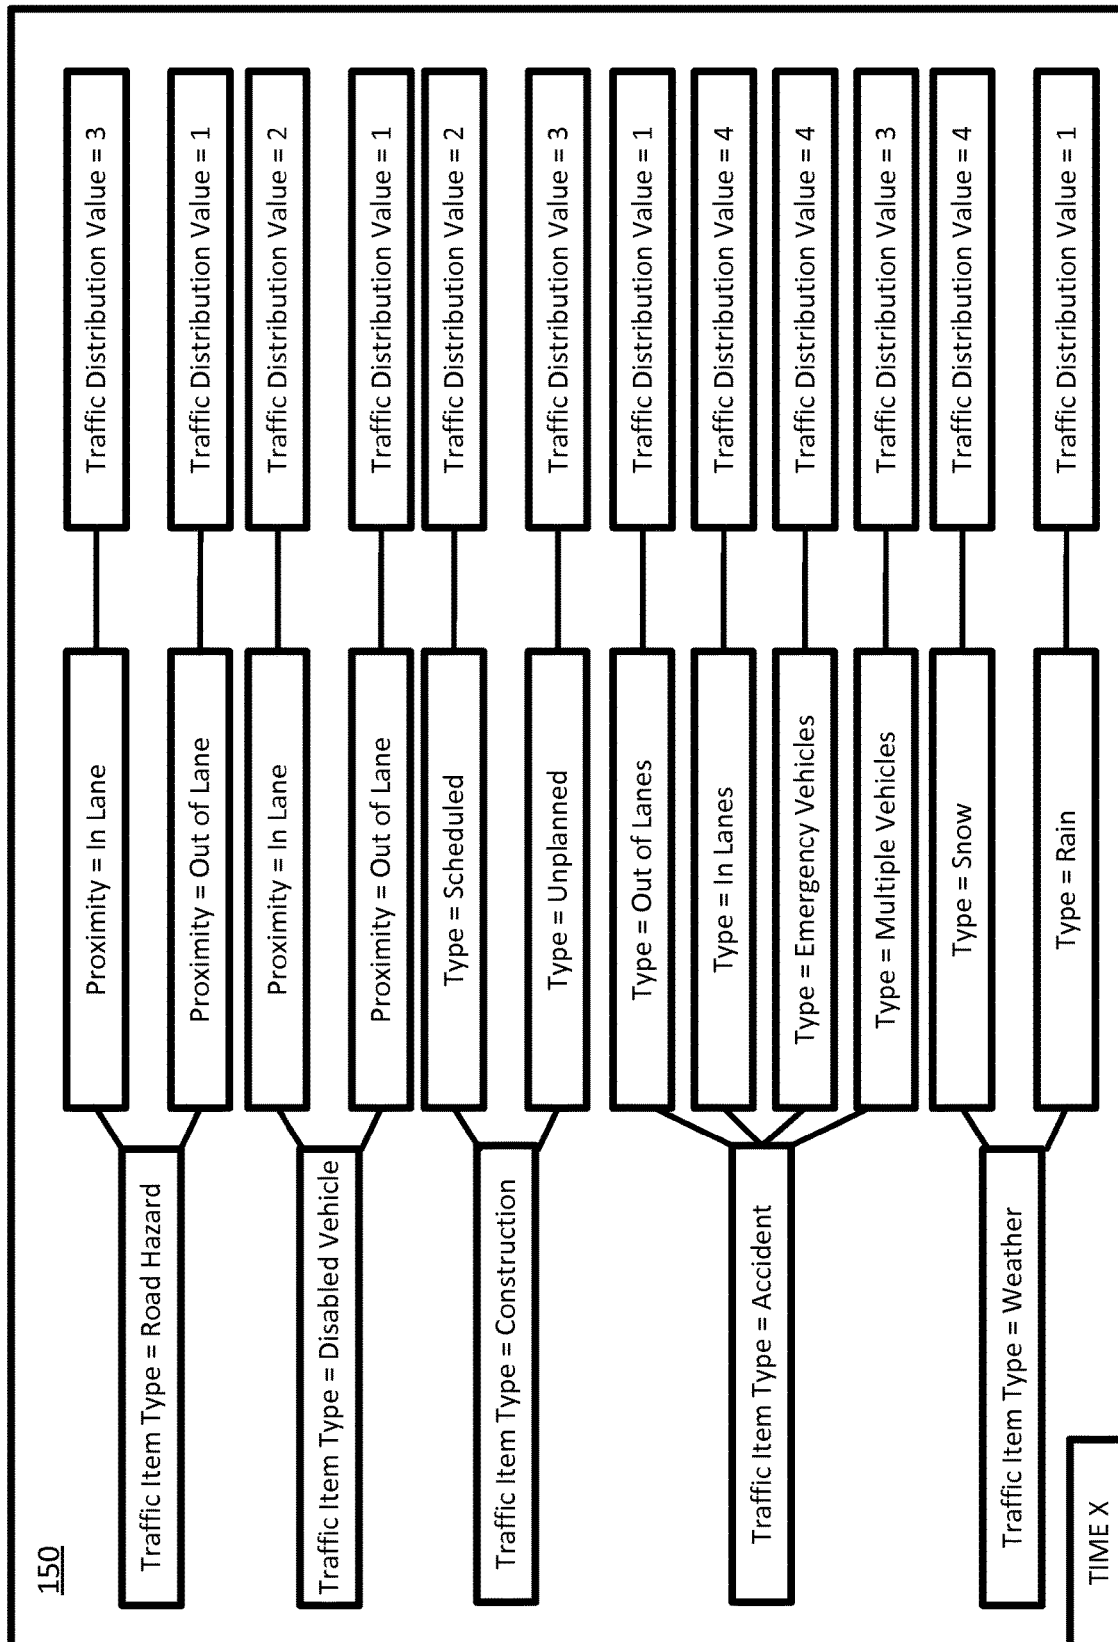 150
Traffic Item Type = Road Hazard
Proximity = In Lane
Traffic Distribution Value = 3
Proximity = Out of Lane
Traffic Distribution Value = 1
Traffic Item Type = Disabled Vehicle
Proximity = In Lane
Traffic Distribution Value = 2
Proximity = Out of Lane
Traffic Distribution Value = 1
Traffic Item Type = Construction
Type = Scheduled
Traffic Distribution Value = 2
Type = Unplanned
Traffic Distribution Value = 3
Traffic Item Type = Accident
Type = Out of Lanes
Traffic Distribution Value = 1
Type = In Lanes
Traffic Distribution Value = 4
Type = Emergency Vehicles
Traffic Distribution Value = 4
Type = Multiple Vehicles
Traffic Distribution Value = 3
Traffic Item Type = Weather
Type = Snow
Traffic Distribution Value = 4
Type = Rain
Traffic Distribution Value = 1
TIME X